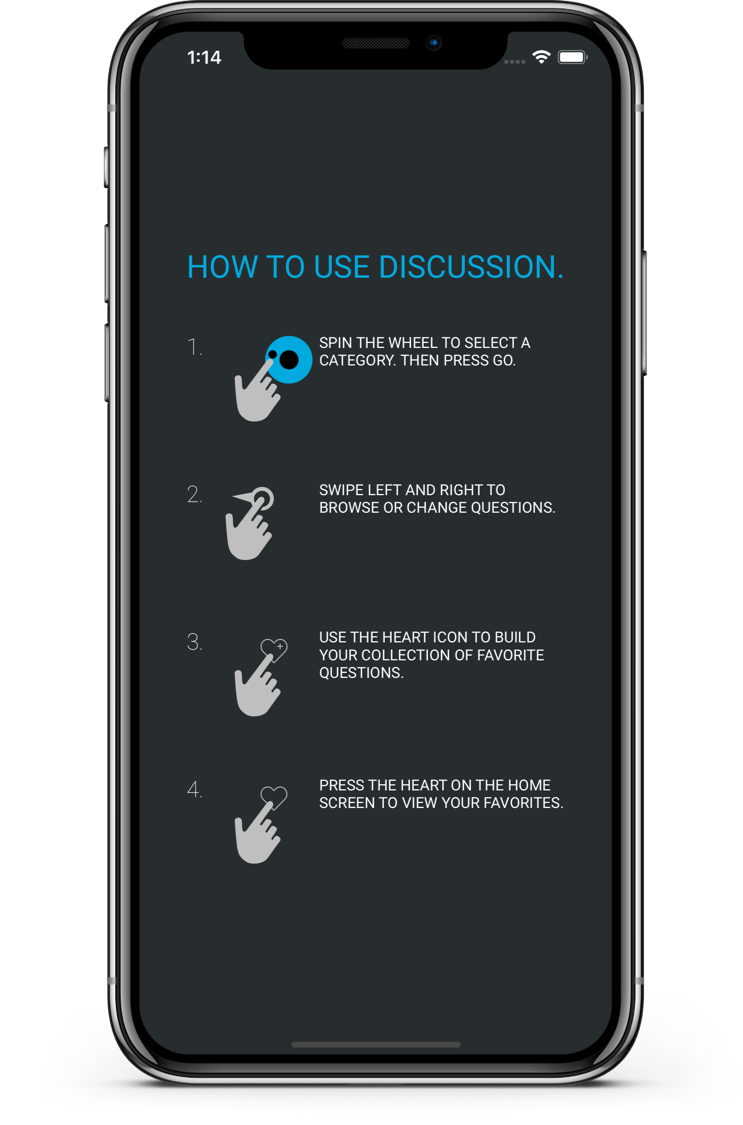 1:14
HOW TO USE DISCUSSION.
1.
SPIN THE WHEEL TO SELECT A
CATEGORY. THEN PRESS GO.
2.
SWIPE LEFT AND RIGHT TO
BROWSE OR CHANGE QUESTIONS.
3.
USE THE HEART ICON TO BUILD
YOUR COLLECTION OF FAVORITE
QUESTIONS.
4.
PRESS THE HEART ON THE HOME
SCREEN TO VIEW YOUR FAVORITES.